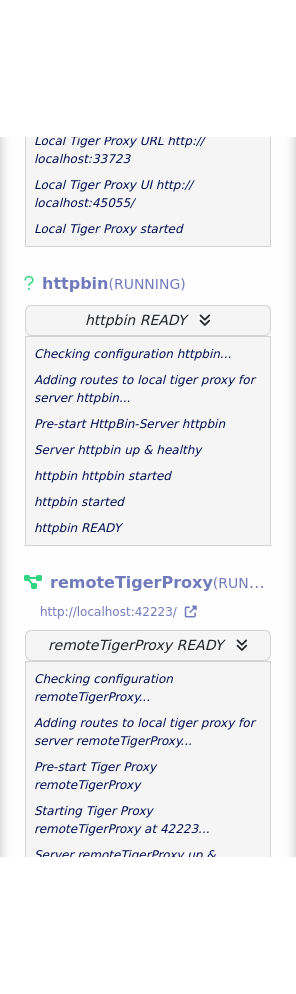 Local Tiger Proxy URL http://
localhost:33723
Local Tiger Proxy UI http://
localhost:45055/
Local Tiger Proxy started
httpbin(RUNNING)
httpbin READY
Checking configuration httpbin...
Adding routes to local tiger proxy for
server httpbin...
Pre-start HttpBin-Server httpbin
Server httpbin up & healthy
httpbin httpbin started
httpbin started
httpbin READY
remoteTigerProxy(RUN...
http://localhost:42223/
remoteTigerProxy READY
Checking configuration
remoteTigerProxy...
Adding routes to local tiger proxy for
server remoteTigerProxy...
Pre-start Tiger Proxy
remoteTigerProxy
Starting Tiger Proxy
remoteTigerProxy at 42223...
Server remoteTigerProxy up &